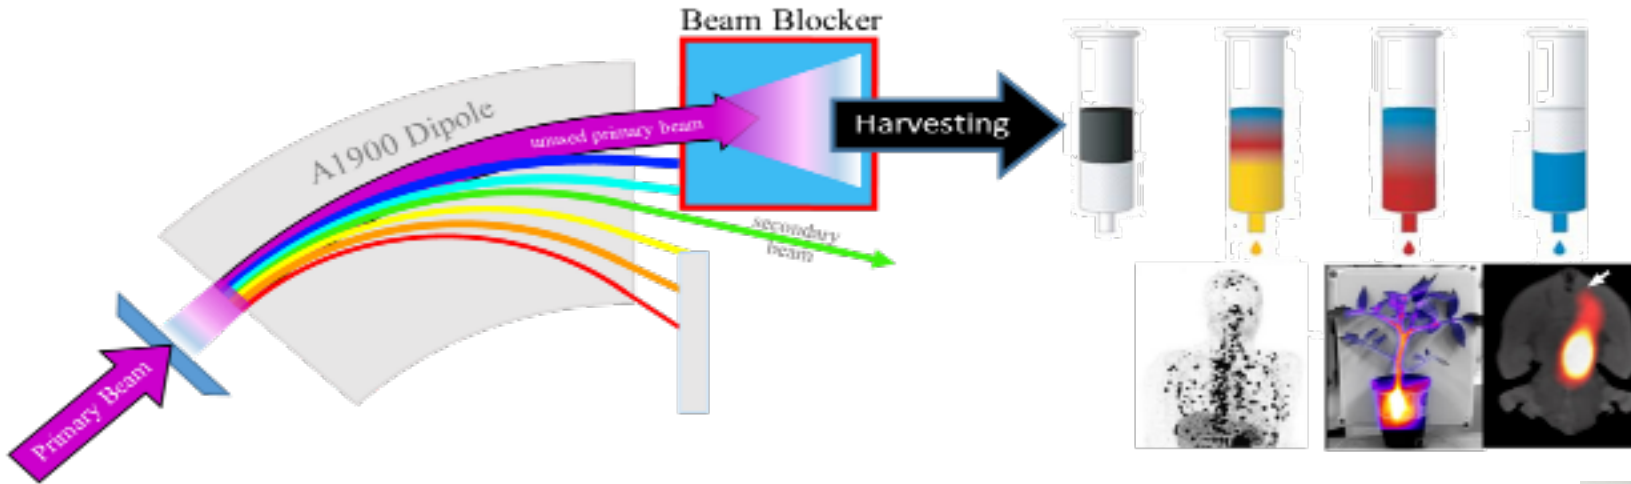 Beam Blocker
A1900 Dipole
unused primary beam
Harvesting
secondary
beam
Primary Beam